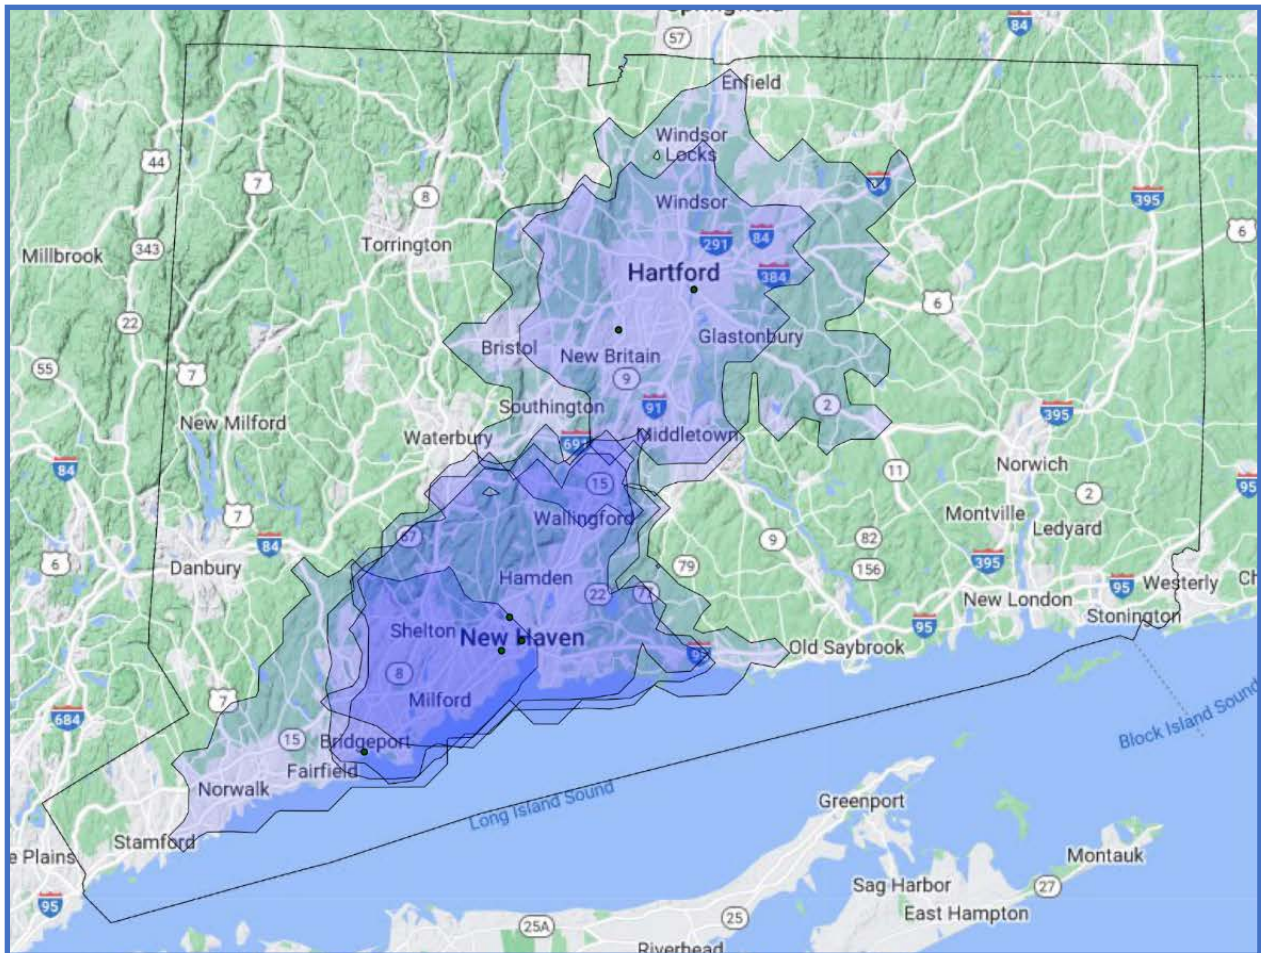 Springfield
57
84
Enfield
44
Windsor
Locks
7
8
84
395
Windsor
Torrington
343
6
Millbrook
291
84
Hartford
384
22
6
Glastonbury
Bristol
New Britain
55
7
9
Southington
91
2
395
New Milford
Waterbury
691
Middletown
84
11
Norwich
15
2
95
7
Wallingford
Montville
Ledyard
67
9
82
84
6
Danbury
79
156
395
Hamden
22
77
95
Westerly
Ch
New London
Stonington
Shelton
New Haven
95
Old Saybrook
95
8
7
Milford
684
15
Bridgeport
Block Island Sound
Fairfield
Norwalk
Long Island Sound
Greenport
Stamford
e Plains
Montauk
Sag Harbor
27
95
East Hampton
25A
25
Riverhead